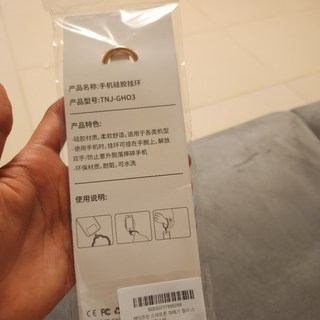 产品名称:手机硅胶挂环
产品型号:TNJ-GH03
产品特色:
·硅胶材质,柔软舒适,适用于各类机型
·使用手机时,挂环可挂在手腕上,解放
双手/防止意外脱落摔碎手机
·环保材质,耐脏,可水洗
使用说明:
CE FC